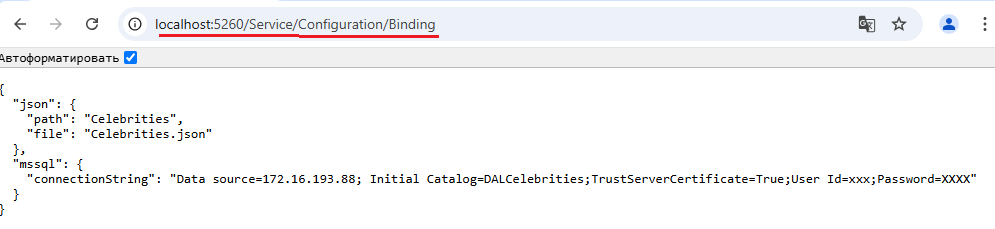 localhost:5260/Service/Configuration/Binding
Автоформатировать
{
  "json": {
    "path": "Celebrities",
    "file": "Celebrities.json"
  },
  "mssql": {
    "connectionString": "Data source=172.16.193.88; Initial Catalog=DALCelebrities;TrustServerCertificate=True;User Id=xxx;Password=XXXX"
  }
}